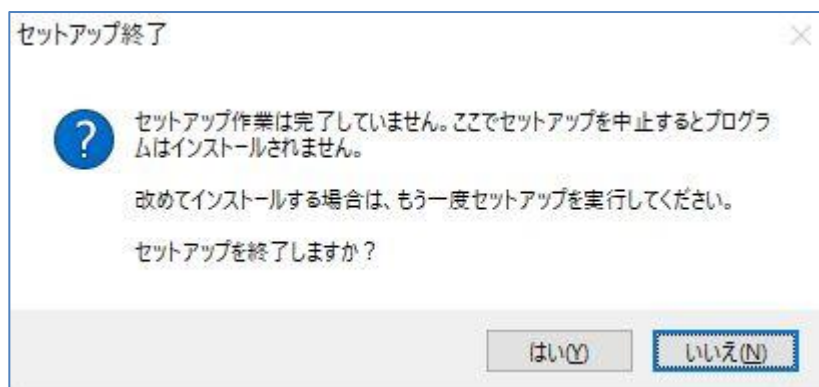 セットアップ終了
セットアップ作業は完了していません。ここでセットアップを中止するとプログラ
ムはインストールされません。
改めてインストールする場合は、もう一度セットアップを実行してください。
セットアップを終了しますか？
はい(Y)
いいえ(N)